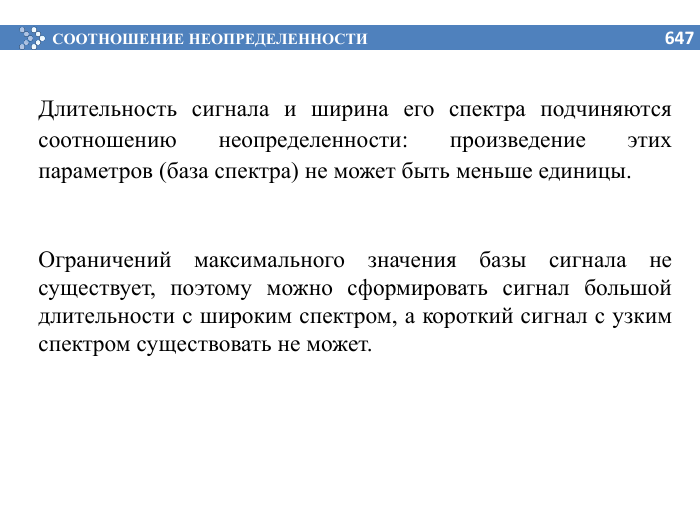 СООТНОШЕНИЕ НЕОПРЕДЕЛЕННОСТИ
647
Длительность сигнала и ширина его спектра подчиняются
соотношению неопределенности: произведение этих
параметров (база спектра) не может быть меньше единицы.
Ограничений максимального значения базы сигнала не
существует, поэтому можно сформировать сигнал большой
длительности с широким спектром, а короткий сигнал с узким
спектром существовать не может.